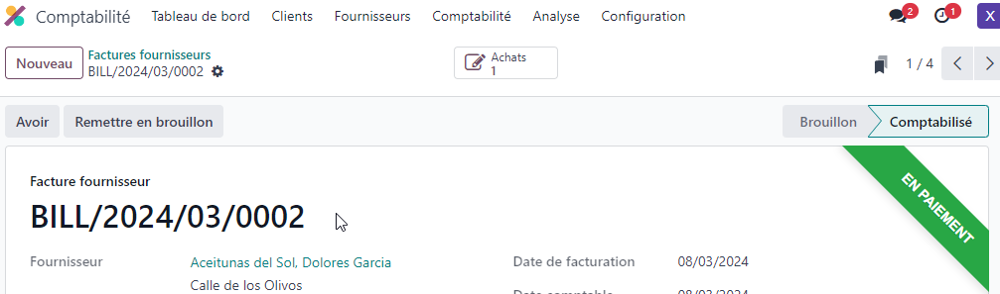 Comptabilité Tableau de bord Clients Fournisseurs Comptabilité Analyse Configuration 2 1 X
Nouveau Factures fournisseurs Achats
BILL/2024/03/0002 1 1 / 4
Avoir Remettre en brouillon Brouillon Comptabilisé
Facture fournisseur
EN PAIEMENT
BILL/2024/03/0002
Fournisseur Aceitunas del Sol, Dolores Garcia Date de facturation 08/03/2024
Calle de los Olivos Date comptable 08/03/2024